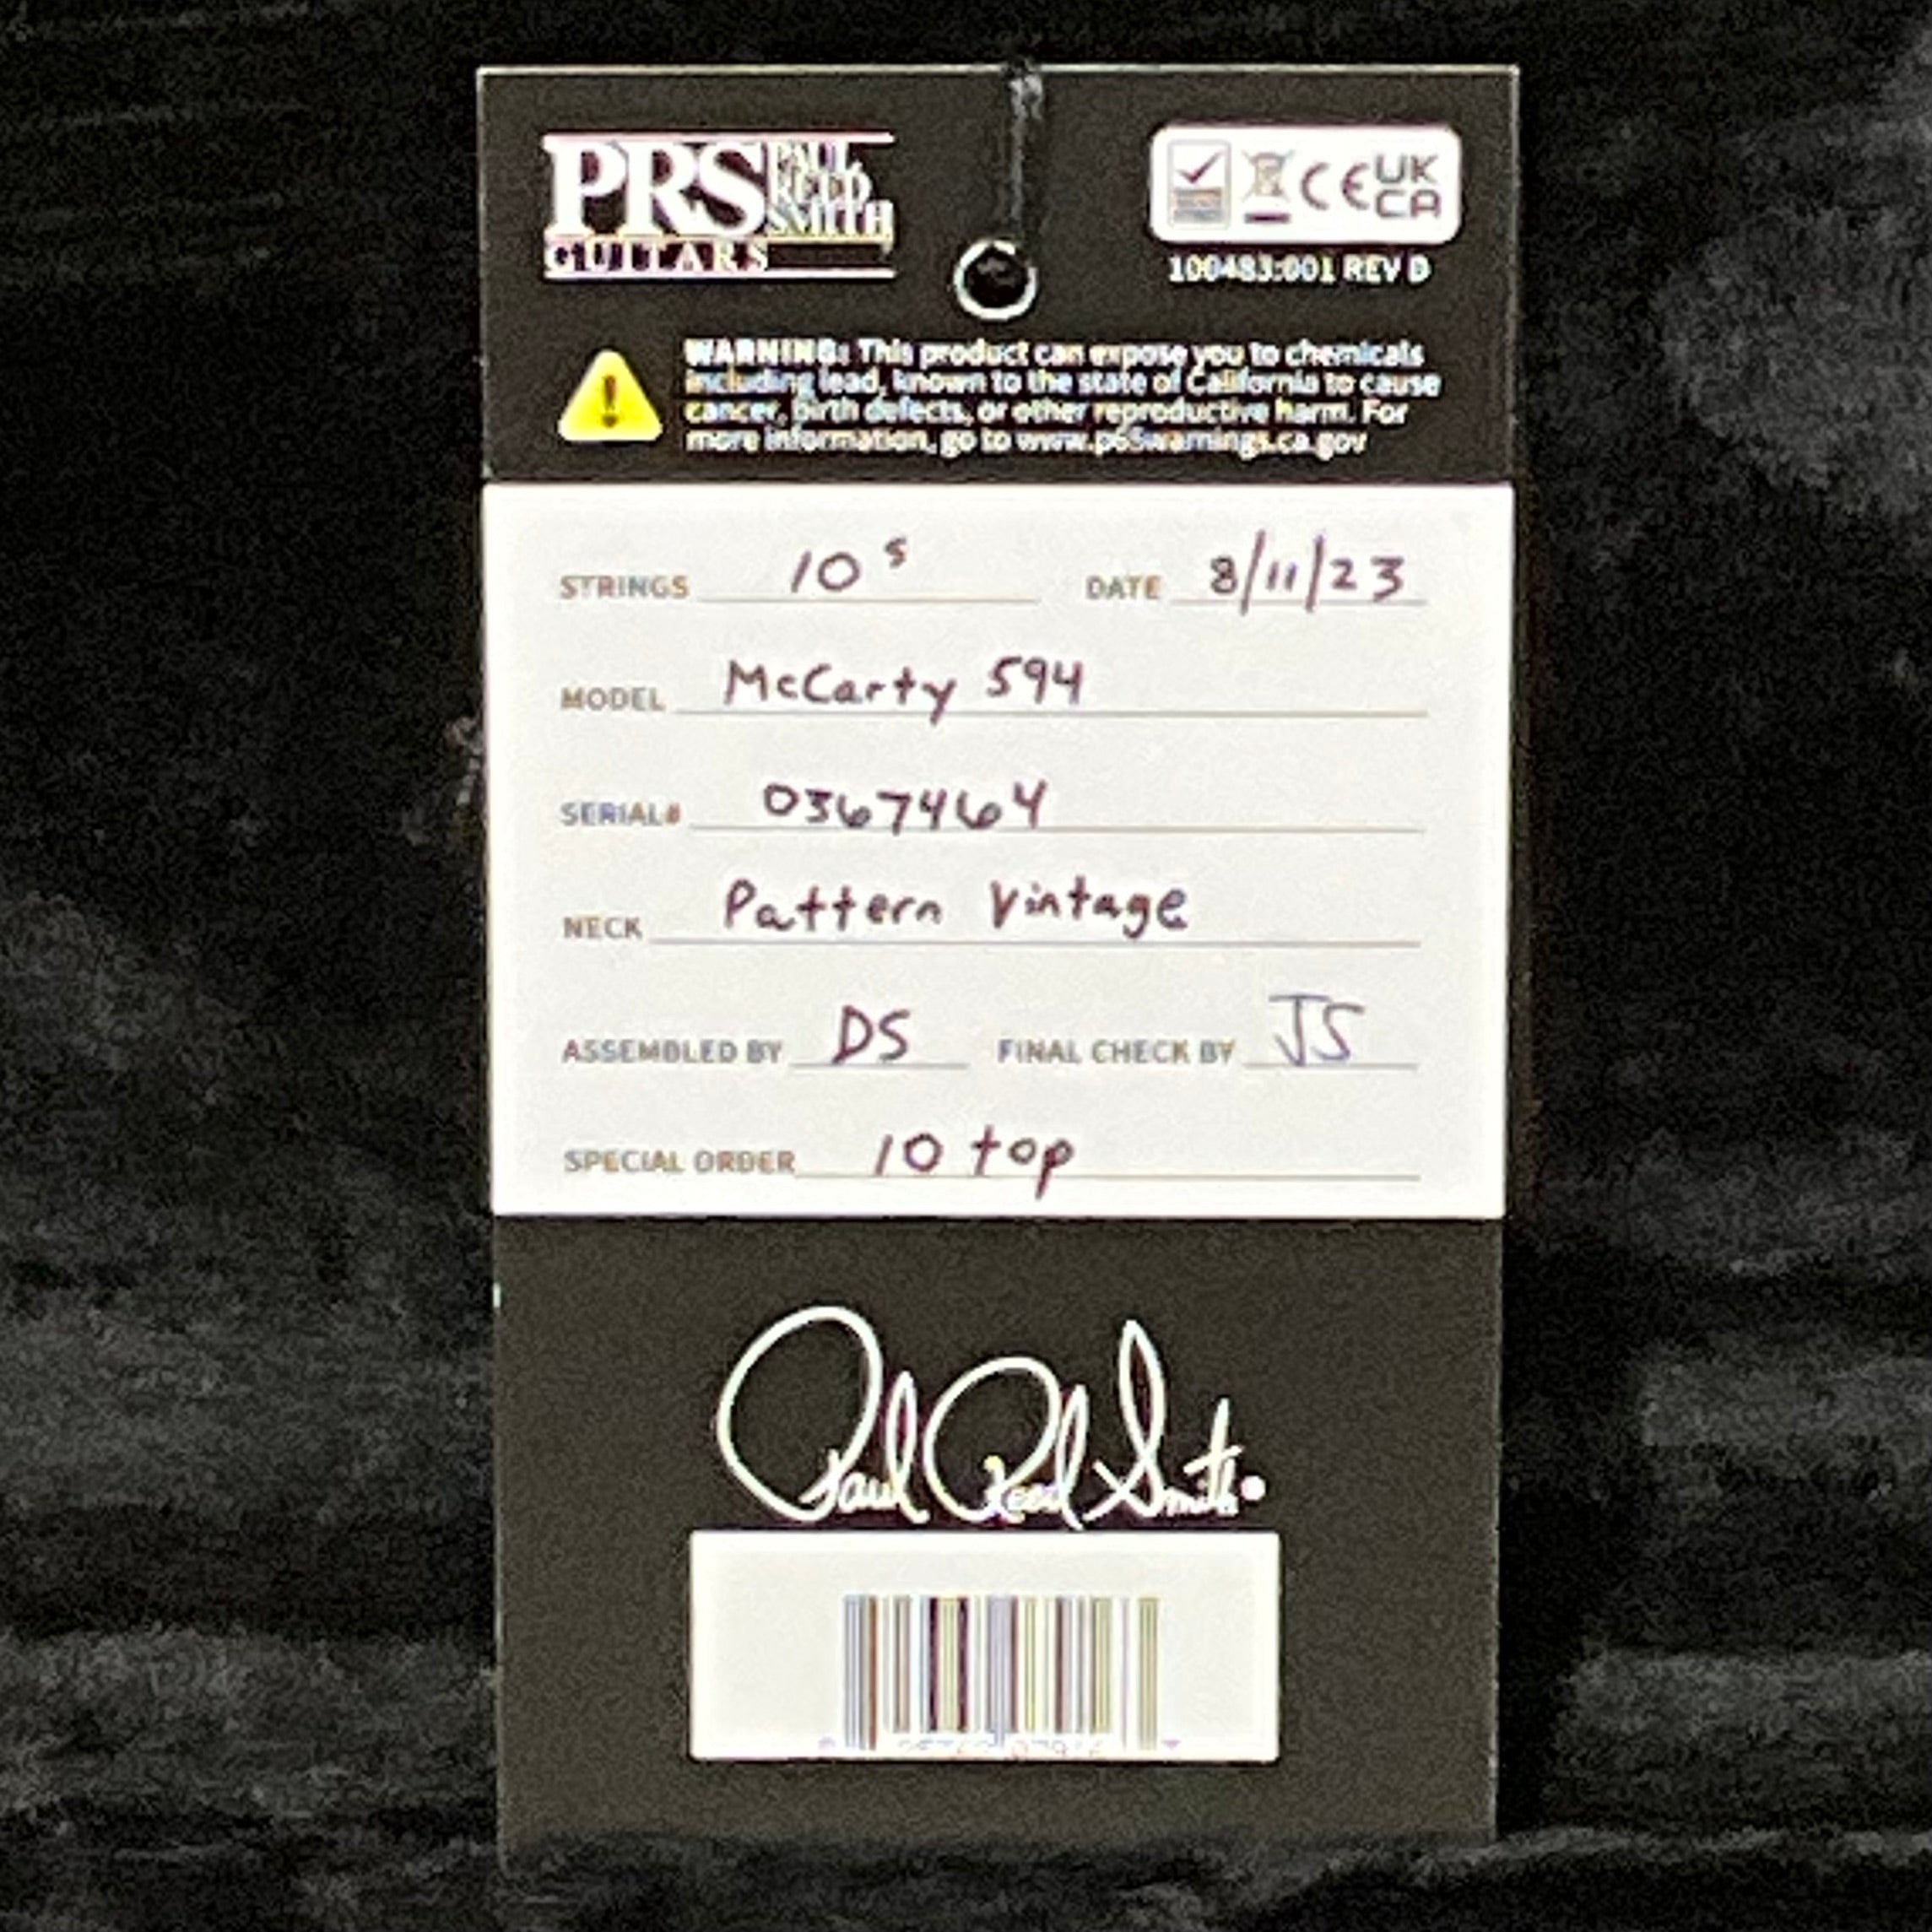 PRS PAUL REED SMITH
GUITARS
UK CA
100483:001 REV D
WARNING: This product can expose you to chemicals
including lead, known to the state of California to cause
cancer, birth defects, or other reproductive harm. For
more information, go to www.p65warnings.ca.gov
STRINGS 10s DATE 8/11/23
MODEL McCarty 594
SERIAL# 0367464
NECK Pattern Vintage
ASSEMBLED BY DS FINAL CHECK BY JS
SPECIAL ORDER 10 top
Paul Reed Smith